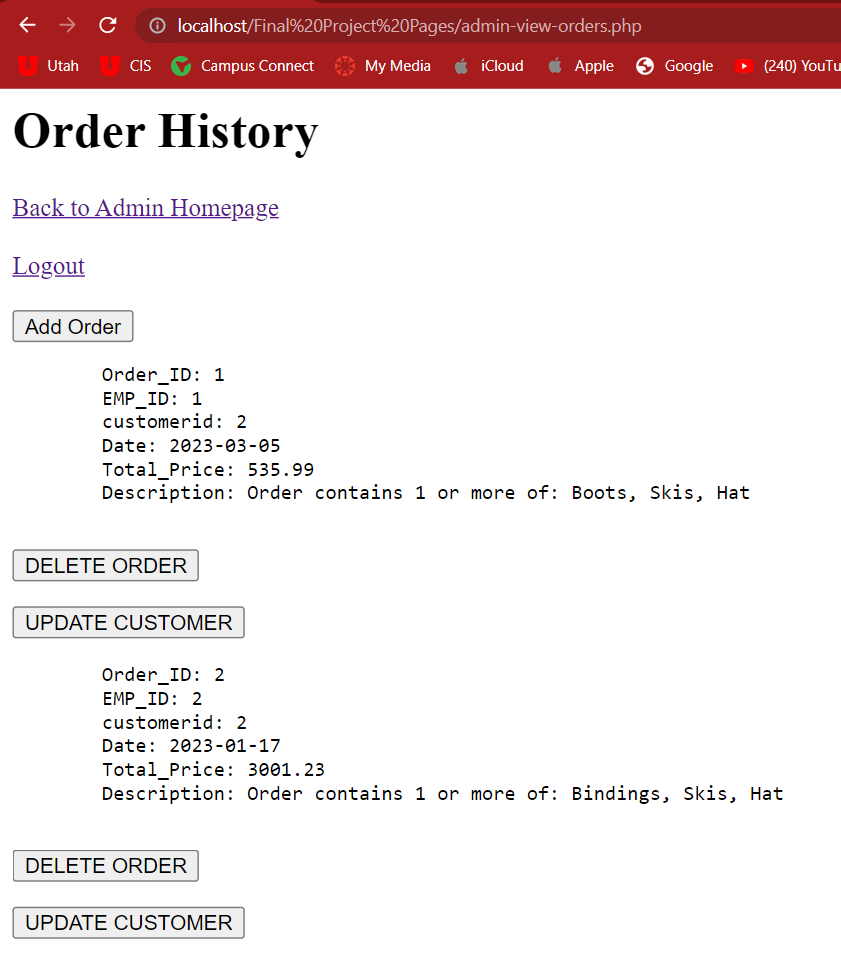 localhost/Final%20Project%20Pages/admin-view-orders.php
Utah CIS Campus Connect My Media iCloud Apple Google (240) YouTu
Order History
Back to Admin Homepage
Logout
Add Order
Order_ID: 1
EMP_ID: 1
customerid: 2
Date: 2023-03-05
Total_Price: 535.99
Description: Order contains 1 or more of: Boots, Skis, Hat
DELETE ORDER
UPDATE CUSTOMER
Order_ID: 2
EMP_ID: 2
customerid: 2
Date: 2023-01-17
Total_Price: 3001.23
Description: Order contains 1 or more of: Bindings, Skis, Hat
DELETE ORDER
UPDATE CUSTOMER